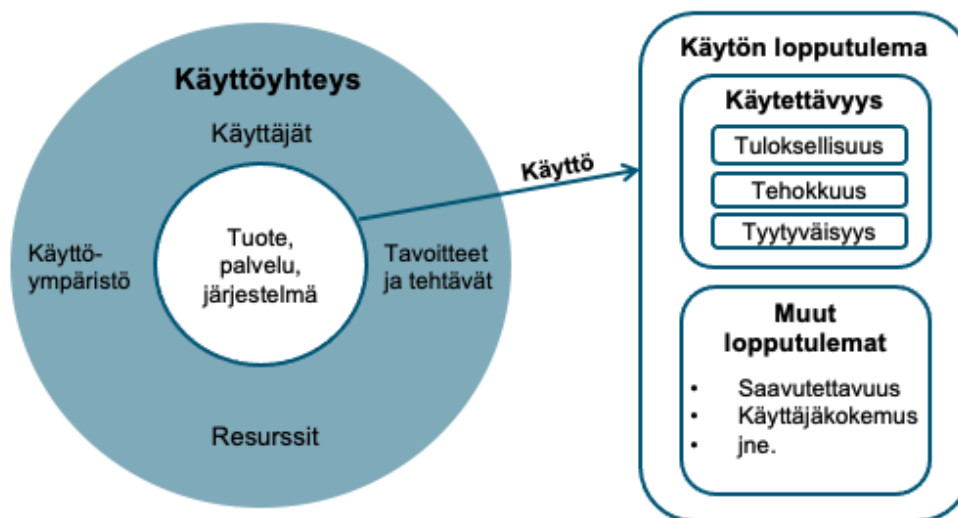 Käyttöyhteys
Käyttäjät
Käyttö-
ympäristö
Tuote,
palvelu,
järjestelmä
Tavoitteet
ja tehtävät
Resurssit
Käyttö
Käytön lopputulema
Käytettävyys
Tuloksellisuus
Tehokkuus
Tyytyväisyys
Muut
lopputulemat
• Saavutettavuus
• Käyttäjäkokemus
• jne.